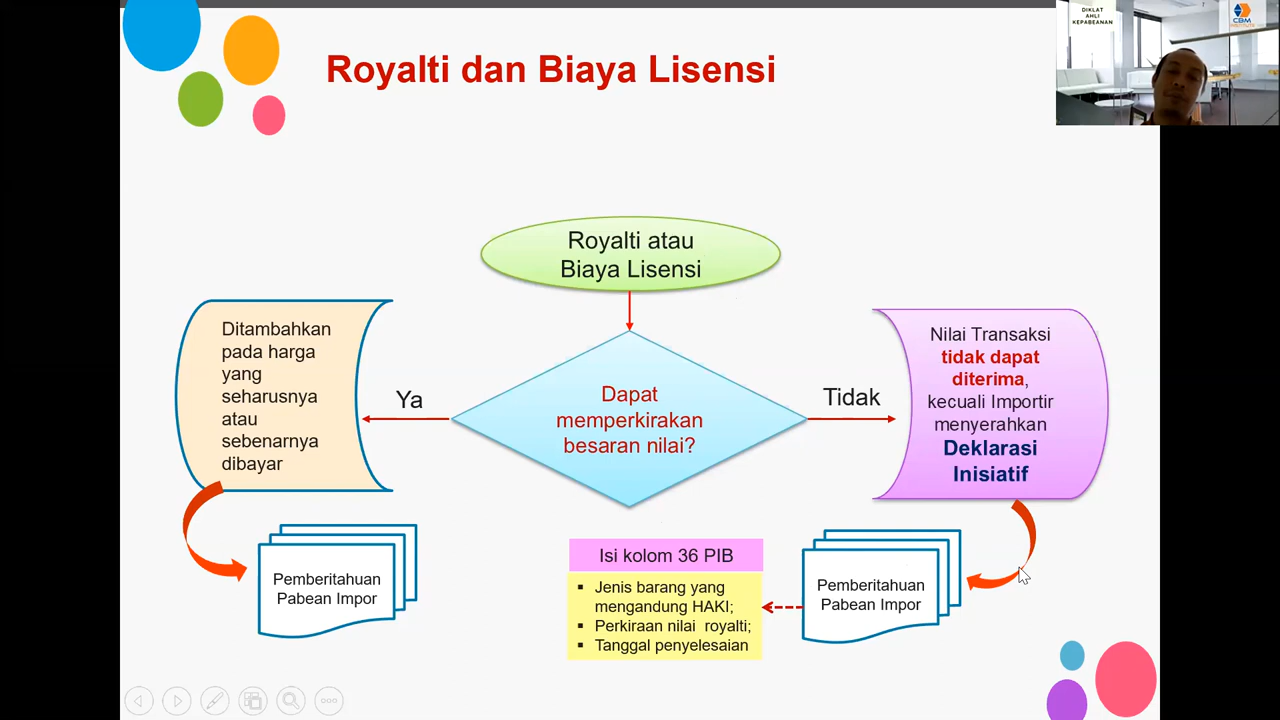 Royalti dan Biaya Lisensi
DIKLAT
AHLI
KEPABEANAN
CBM
Royalti atau
Biaya Lisensi
Ditambahkan
pada harga
yang
seharusnya
atau
sebenarnya
dibayar
Ya
Dapat
memperkirakan
besaran nilai?
Tidak
Nilai Transaksi
tidak dapat
diterima,
kecuali Importir
menyerahkan
Deklarasi
Inisiatif
Pemberitahuan
Pabean Impor
Isi kolom 36 PIB
▪ Jenis barang yang
mengandung HAKI;
▪ Perkiraan nilai royalti;
▪ Tanggal penyelesaian
Pemberitahuan
Pabean Impor